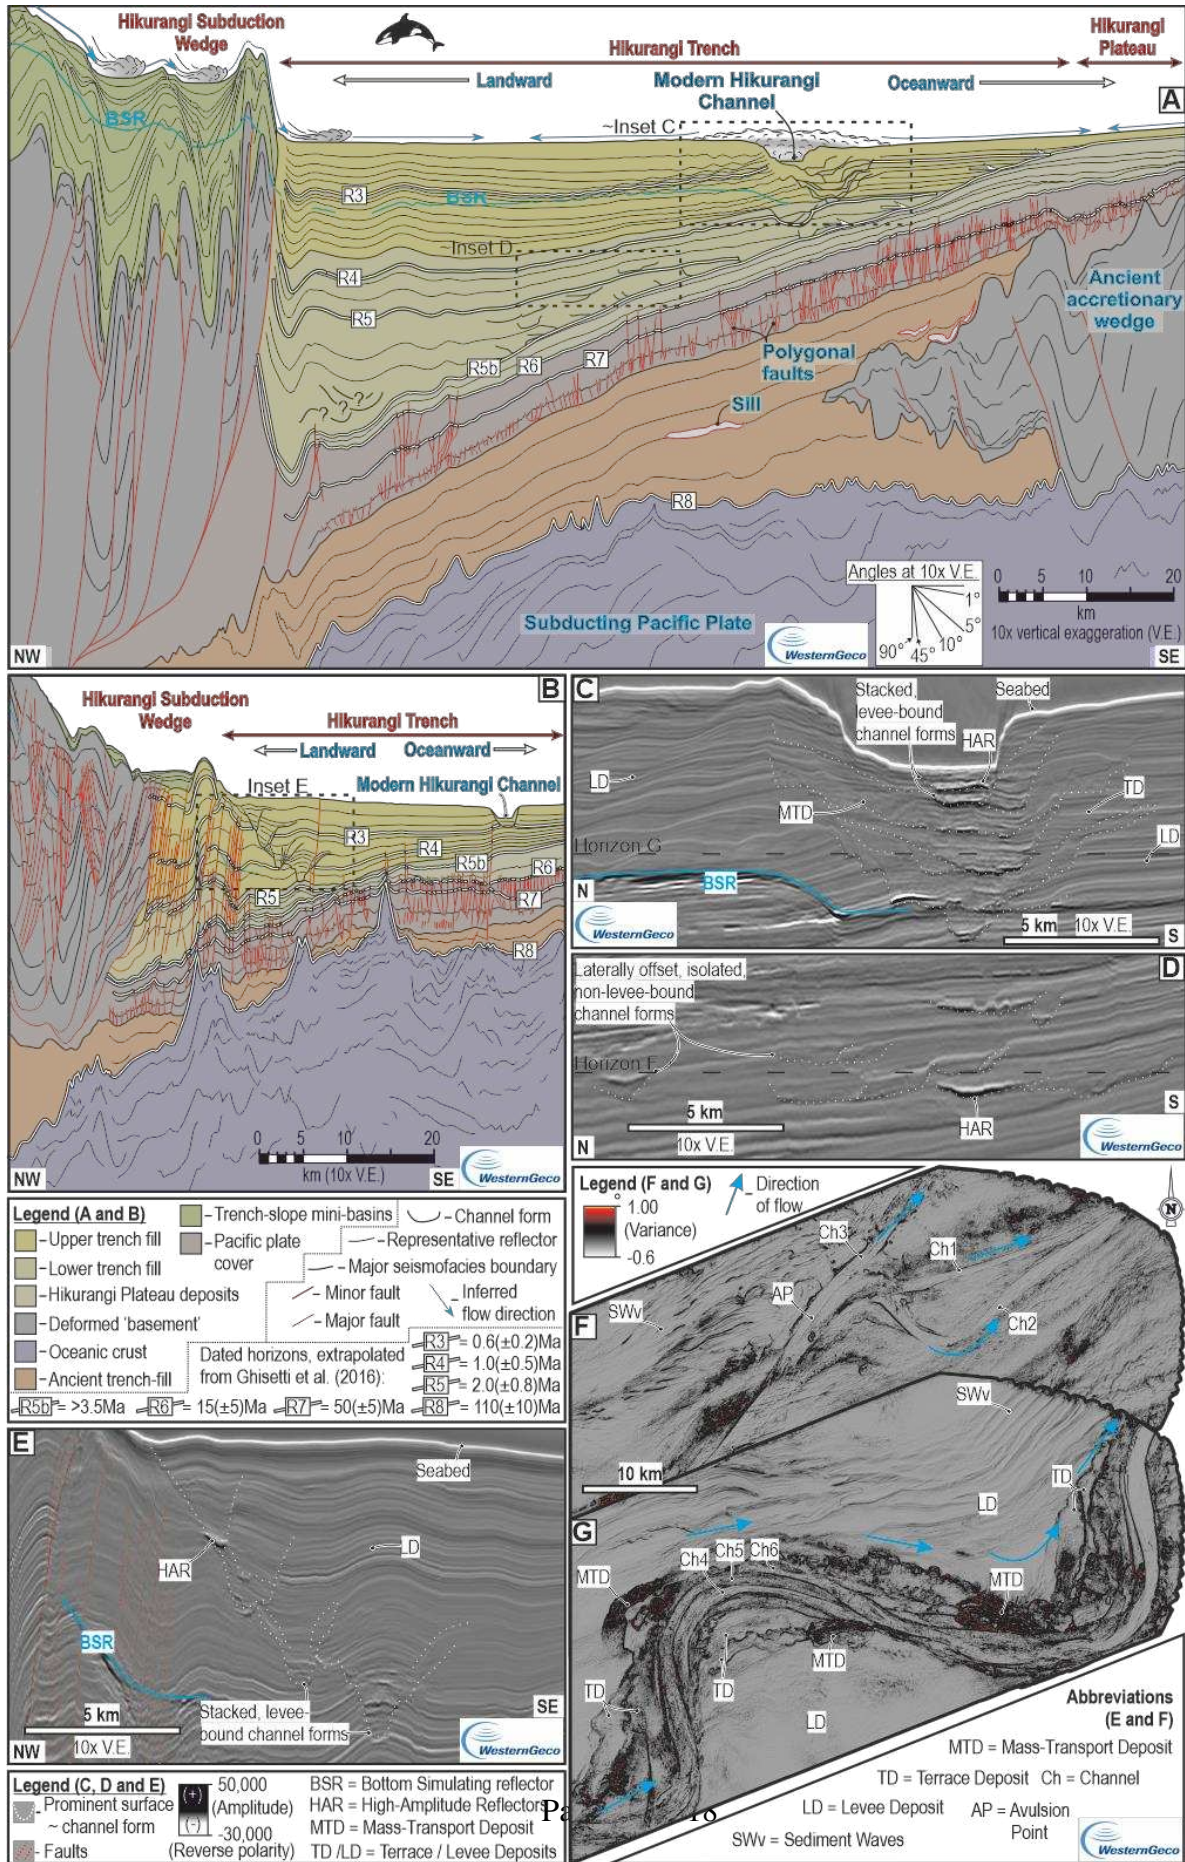 Hikurangi Subduction
Wedge
Hikurangi Trench
Hikurangi
Plateau
Landward
Modern Hikurangi
Channel
Oceanward
A
~Inset C
BSR
R3
BSR
~Inset D
R4
R5
R5b
R6
R7
Polygonal
faults
Sill
Ancient
accretionary
wedge
R8
Subducting Pacific Plate
WesternGeco
Angles at 10x V.E.
1°
5°
10°
45°
90°
0 5 10 20
km
10x vertical exaggeration (V.E.)
NW
SE
B
Hikurangi Subduction
Wedge
Hikurangi Trench
Landward
Oceanward
Inset E
Modern Hikurangi Channel
R3
R4
R5b
R6
R5
R7
R8
0 5 10 20
km (10x V.E.)
NW
SE
WesternGeco
C
Stacked,
levee-bound
channel forms
Seabed
HAR
LD
TD
MTD
LD
Horizon G
BSR
N
WesternGeco
5 km 10x V.E.
S
D
Laterally offset, isolated,
non-levee-bound
channel forms
Horizon F
5 km
10x V.E.
HAR
N
S
WesternGeco
Legend (A and B)
– Upper trench fill
– Lower trench fill
– Hikurangi Plateau deposits
– Deformed ‘basement’
– Oceanic crust
– Ancient trench-fill
– Trench-slope mini-basins
– Pacific plate
cover
– Channel form
– Representative reflector
– Major seismofacies boundary
– Minor fault
– Major fault
– Inferred
flow direction
Dated horizons, extrapolated
from Ghisetti et al. (2016):
R3 = 0.6(±0.2)Ma
R4 = 1.0(±0.5)Ma
R5 = 2.0(±0.8)Ma
R5b = >3.5Ma R6 = 15(±5)Ma R7 = 50(±5)Ma R8 = 110(±10)Ma
E
Seabed
HAR
LD
BSR
5 km
10x V.E.
NW
Stacked, levee-
bound channel forms
SE
WesternGeco
Legend (C, D and E)
Prominent surface
~ channel form
- Faults
(+)
(-)
50,000
(Amplitude)
-30,000
(Reverse polarity)
BSR = Bottom Simulating reflector
HAR = High-Amplitude Reflectors
MTD = Mass-Transport Deposit
TD /LD = Terrace / Levee Deposits
Legend (F and G)
1.00
(Variance)
-0.6
Direction
of flow
N
Ch3
Ch1
AP
SWv
Ch2
F
10 km
SWv
TD
LD
G
Ch4
Ch5
Ch6
MTD
MTD
MTD
TD
TD
LD
Abbreviations
(E and F)
MTD = Mass-Transport Deposit
TD = Terrace Deposit Ch = Channel
LD = Levee Deposit AP = Avulsion
Point
SWv = Sediment Waves
WesternGeco